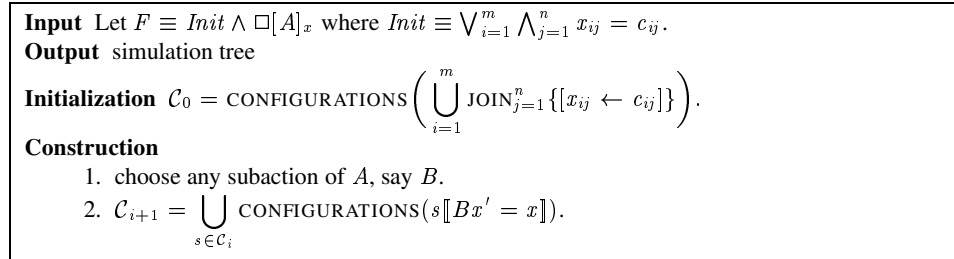 Input Let F ≡ Init ∧ □[A]_x where Init ≡ ⋁_{i=1}^{m} ⋀_{j=1}^{n} x_{ij} = c_{ij}.
Output simulation tree
Initialization 𝒞_0 = CONFIGURATIONS( ⋃_{i=1}^{m} JOIN_{j=1}^{n} {[x_{ij} ← c_{ij}]} ).
Construction
1. choose any subaction of A, say B.
2. 𝒞_{i+1} = ⋃_{s∈𝒞_i} CONFIGURATIONS(s⟦Bx′ = x⟧).